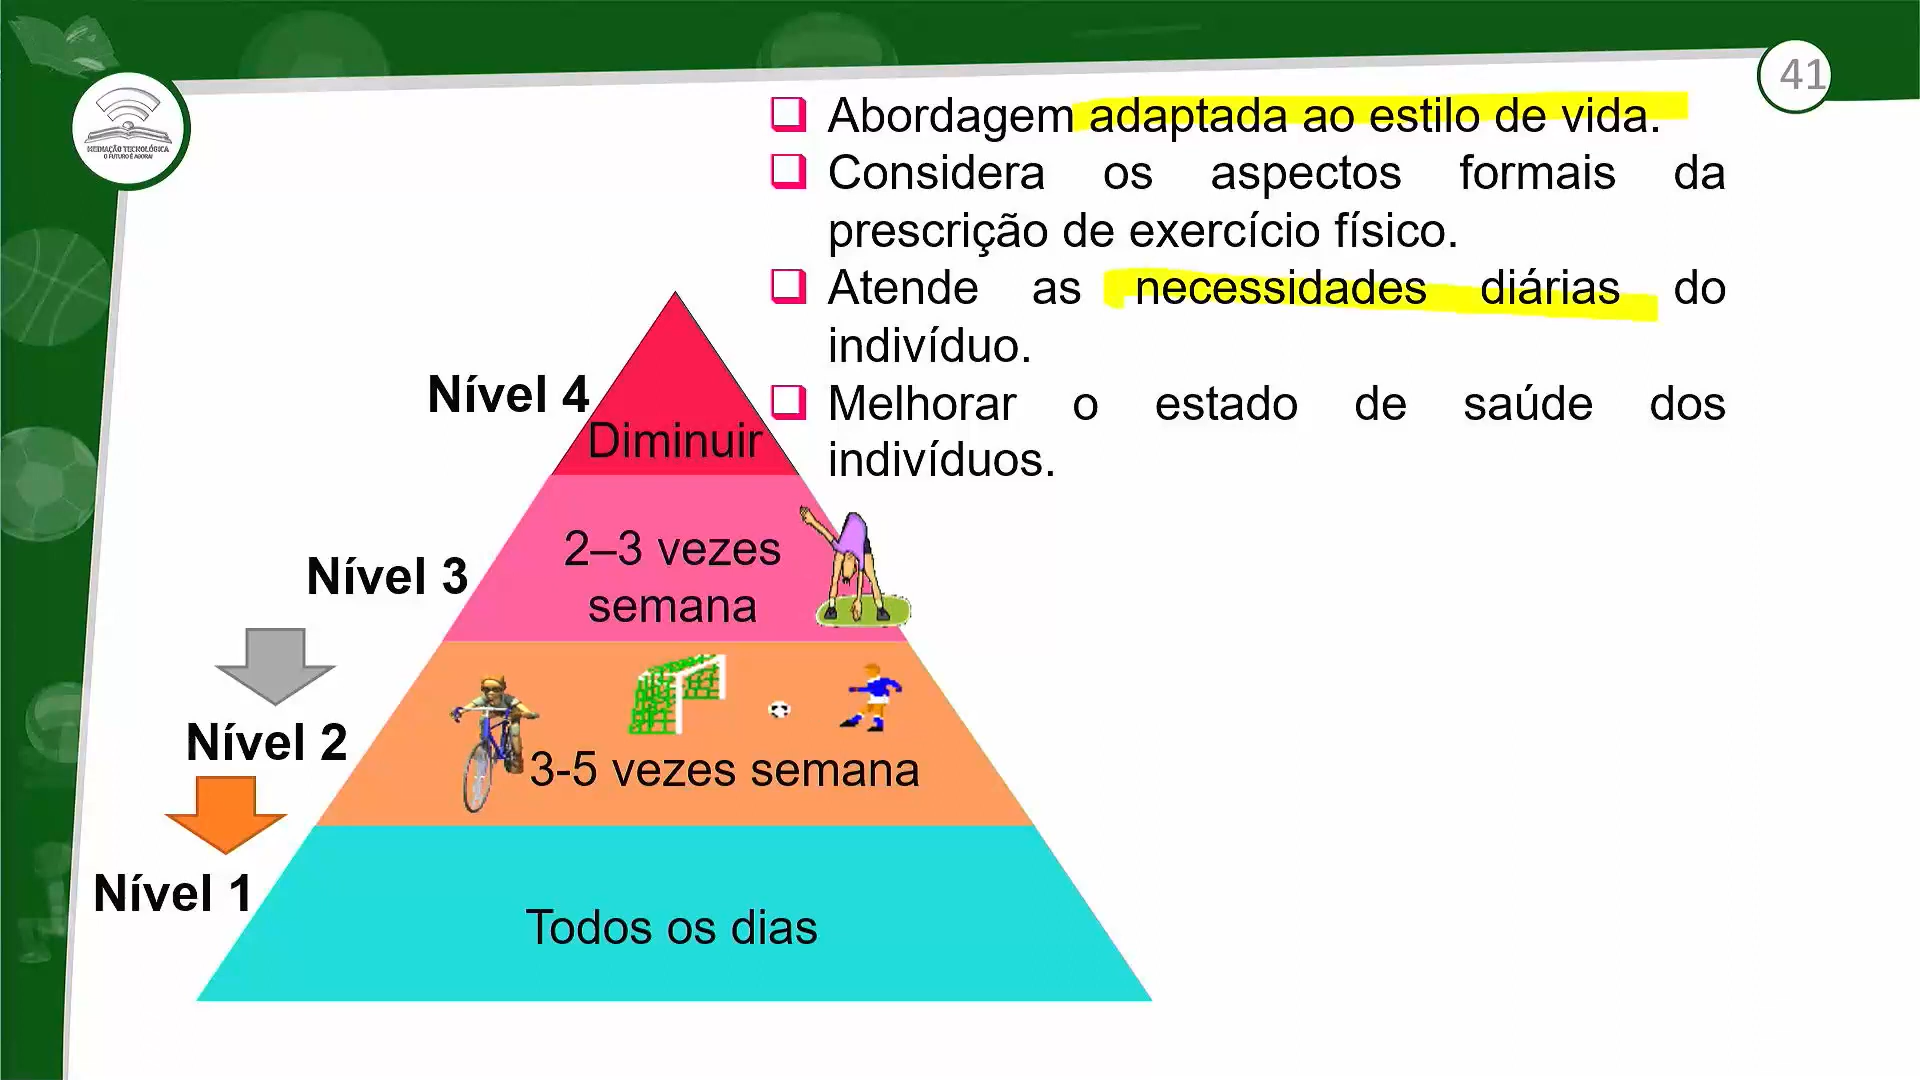 41
MEDIAÇÃO TECNOLÓGICA
O FUTURO É AGORA!
Abordagem adaptada ao estilo de vida.
Considera os aspectos formais da
prescrição de exercício físico.
Atende as necessidades diárias do
indivíduo.
Melhorar o estado de saúde dos
indivíduos.
Nível 4
Diminuir
Nível 3
2–3 vezes
semana
Nível 2
3-5 vezes semana
Nível 1
Todos os dias